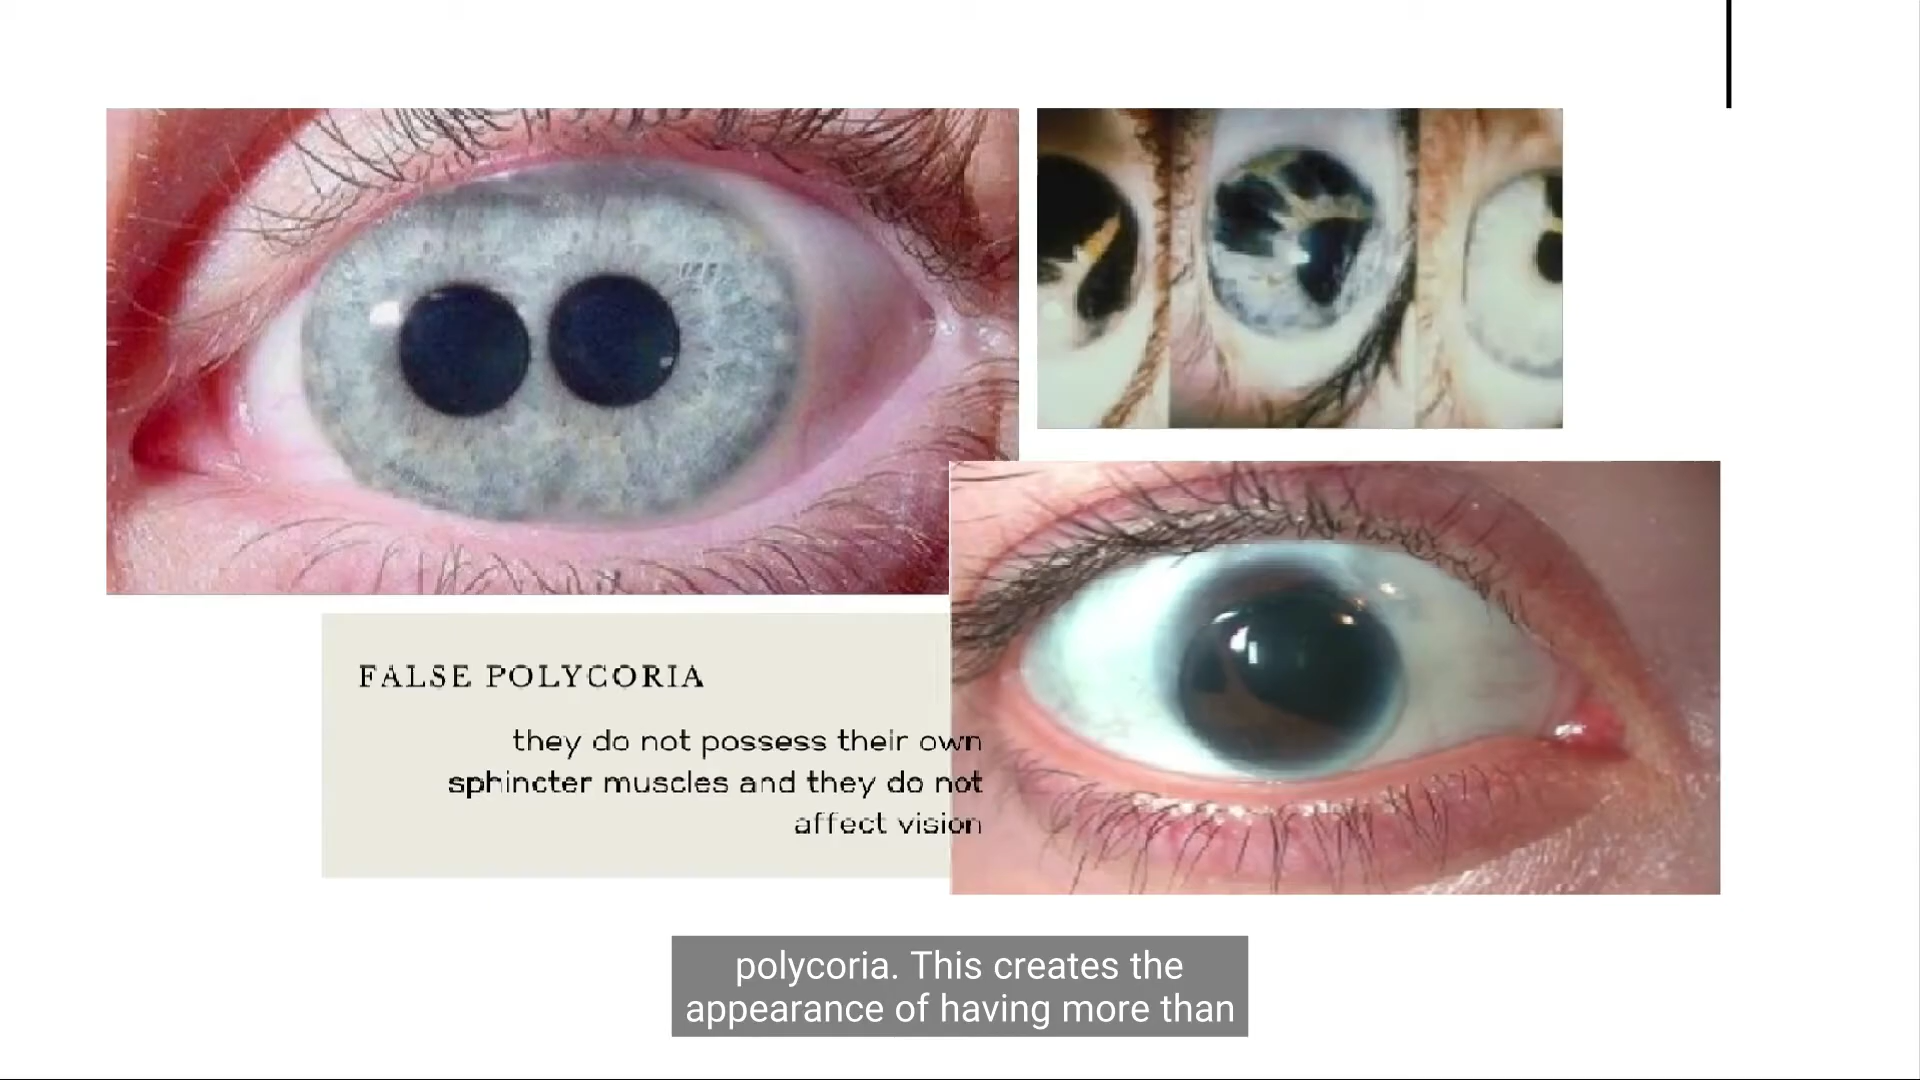 FALSE POLYCORIA
they do not possess their own
sphincter muscles and they do not
affect vision
polycoria. This creates the
appearance of having more than